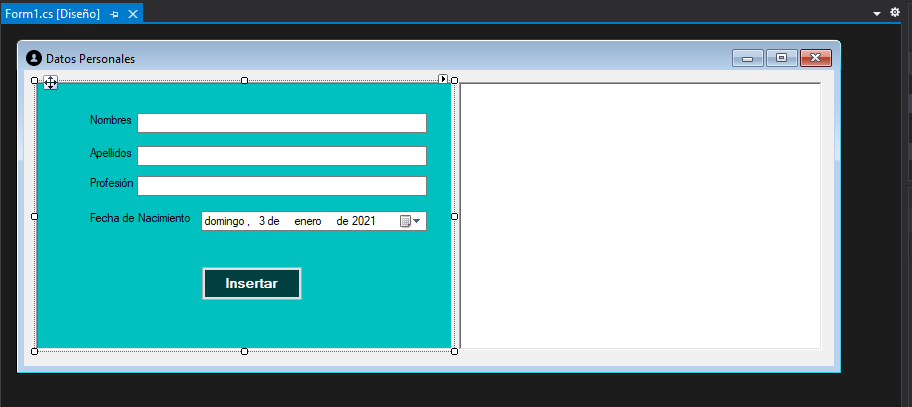 Form1.cs [Diseño]
Datos Personales
Nombres
Apellidos
Profesión
Fecha de Nacimiento domingo , 3 de enero de 2021
Insertar